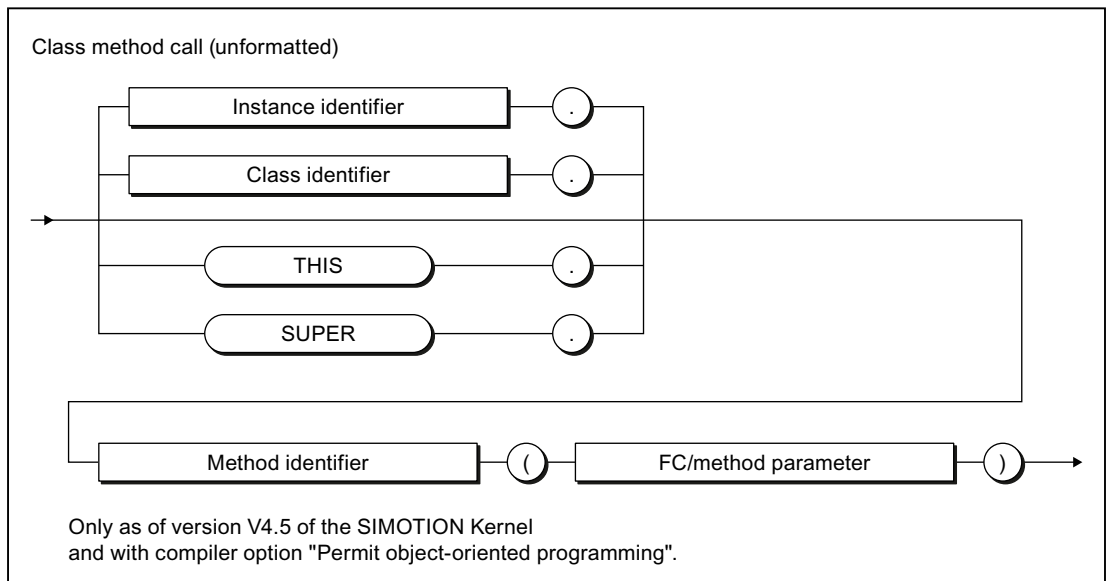 Class method call (unformatted)
Instance identifier .
Class identifier .
THIS .
SUPER .
Method identifier ( FC/method parameter )
Only as of version V4.5 of the SIMOTION Kernel
and with compiler option "Permit object-oriented programming".